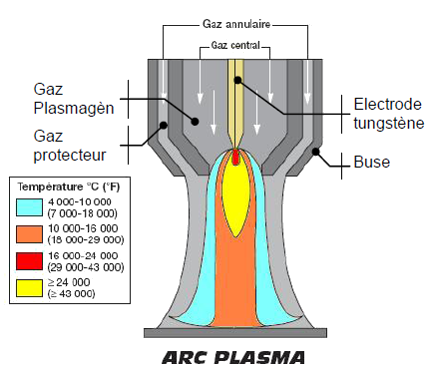 Gaz annulaire
Gaz central
Gaz
Plasmagèn
Gaz
protecteur
Electrode
tungstène
Buse
Température °C (°F)
4 000-10 000
(7 000-18 000)
10 000-16 000
(18 000-29 000)
16 000-24 000
(29 000-43 000)
≥ 24 000
(≥ 43 000)
ARC PLASMA